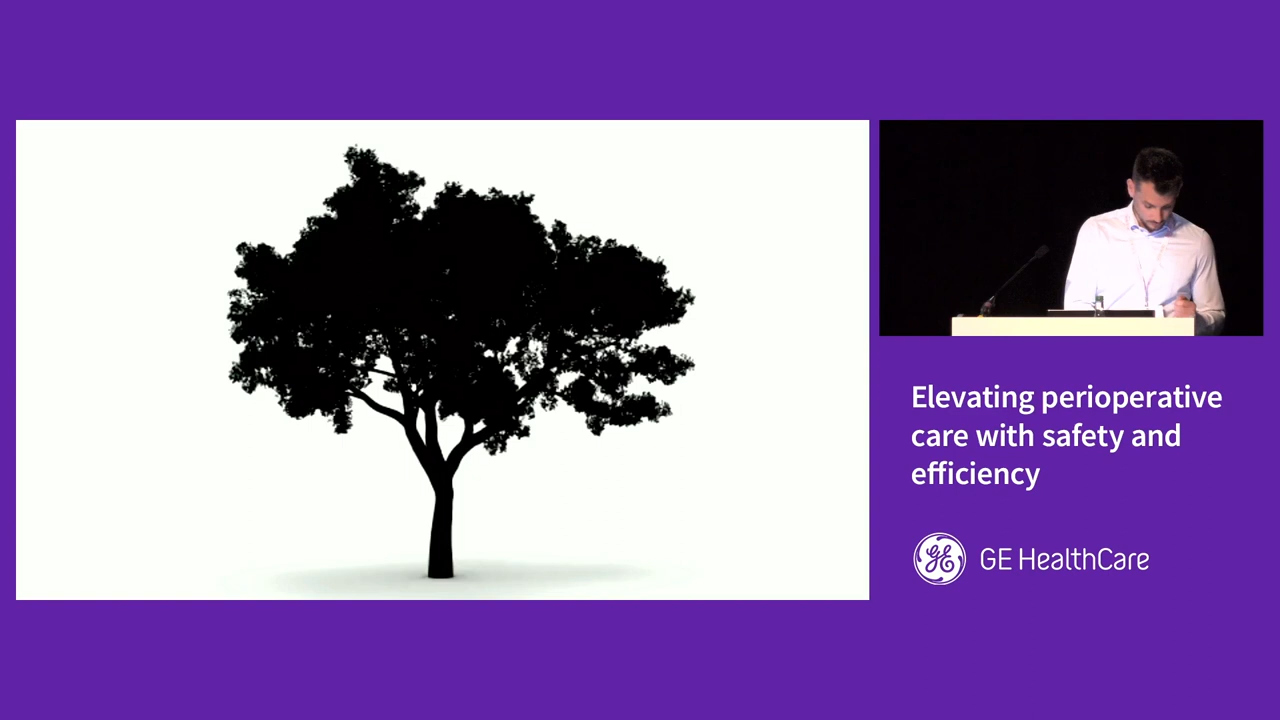 Elevating perioperative
care with safety and
efficiency
GE HealthCare